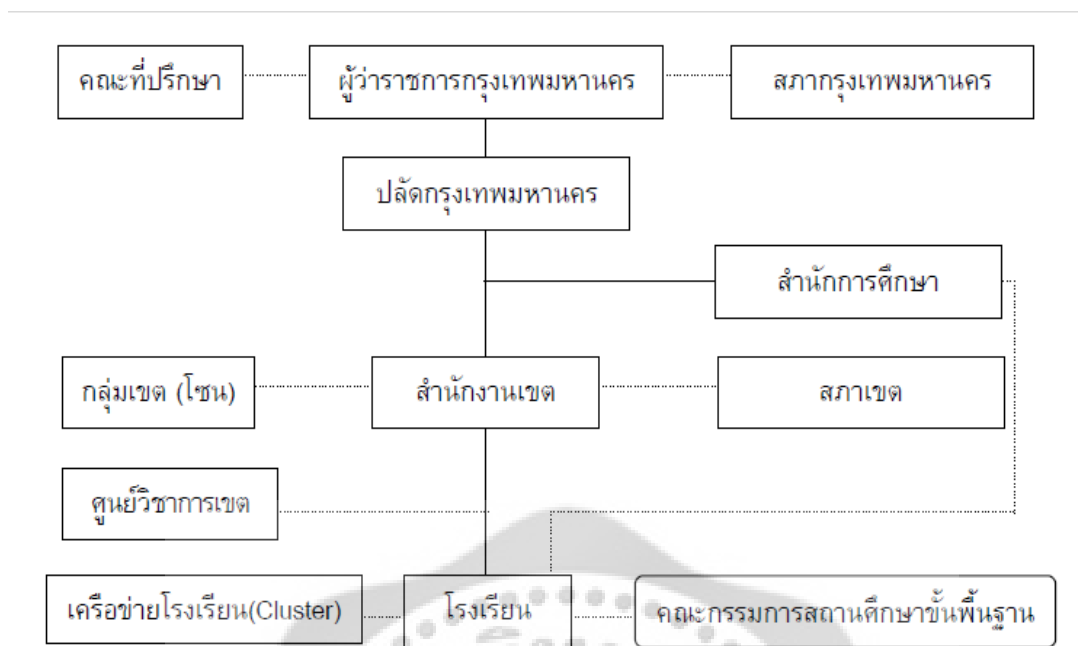 คณะที่ปรึกษา ผู้ว่าราชการกรุงเทพมหานคร สภากรุงเทพมหานคร
ปลัดกรุงเทพมหานคร
สำนักการศึกษา
กลุ่มเขต (โซน) สำนักงานเขต สภาเขต
ศูนย์วิชาการเขต
เครือข่ายโรงเรียน(Cluster) โรงเรียน คณะกรรมการสถานศึกษาขั้นพื้นฐาน